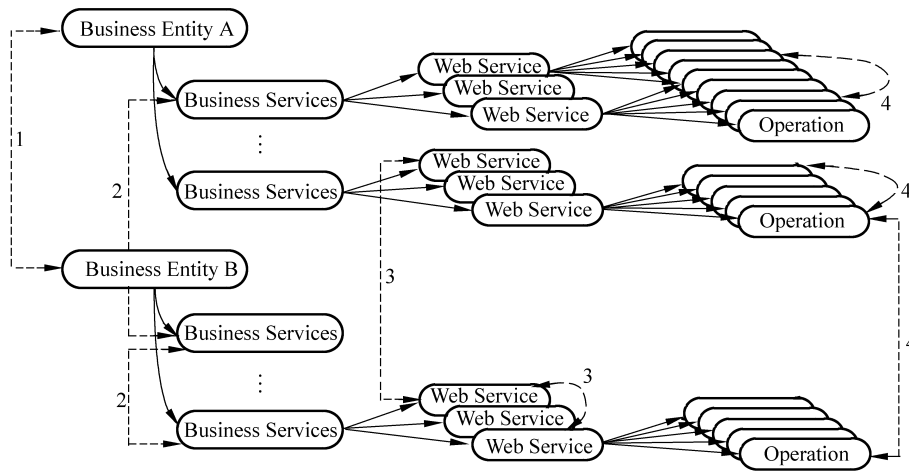 Business Entity A
Web Service
Web Service
Business Services
Web Service
4
Operation
1
⋮
Web Service
2
Business Services
Web Service
Web Service
4
Operation
Business Entity B
3
Business Services
4
3
2
⋮
Web Service
Web Service
Business Services
Web Service
Operation